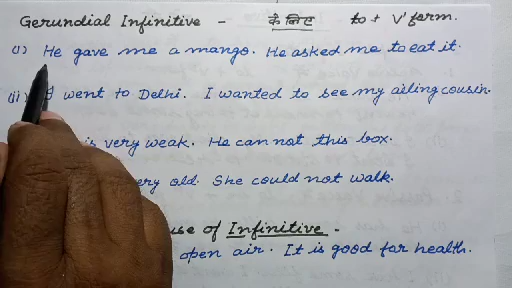 Gerundial Infinitive - के लिए to + V¹ form.
(i) He gave me a mango. He asked me to eat it.
(ii) I went to Delhi. I wanted to see my ailing cousin.
is very weak. He can not this box.
very old. She could not walk.
use of Infinitive -
open air. It is good for health.